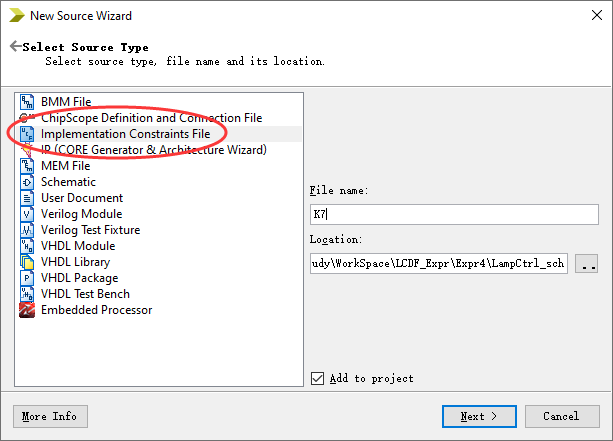 New Source Wizard
Select Source Type
Select source type, file name and its location.
BMM File
ChipScope Definition and Connection File
Implementation Constraints File
IP (CORE Generator & Architecture Wizard)
MEM File
Schematic
User Document
Verilog Module
Verilog Test Fixture
VHDL Module
VHDL Library
VHDL Package
VHDL Test Bench
Embedded Processor
File name:
K7
Location:
udy\WorkSpace\LCDF_Expr\Expr4\LampCtrl_sch
..
Add to project
More Info
Next >
Cancel